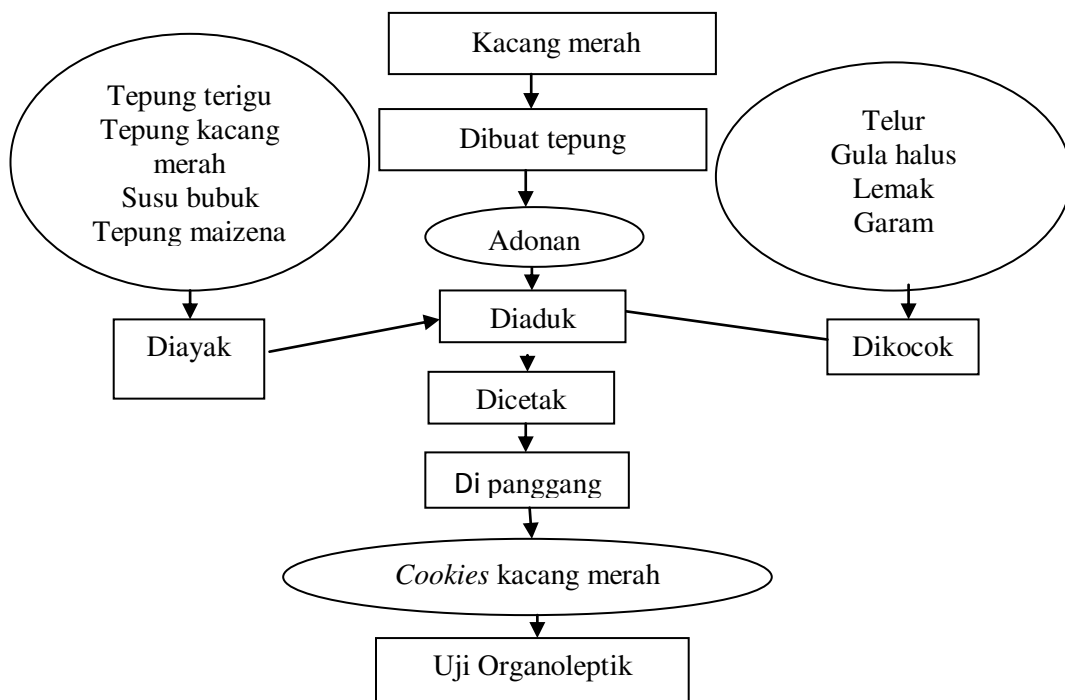 Kacang merah
Tepung terigu
Tepung kacang
merah
Susu bubuk
Tepung maizena
Dibuat tepung
Telur
Gula halus
Lemak
Garam
Adonan
Diayak
Diaduk
Dikocok
Dicetak
Di panggang
Cookies kacang merah
Uji Organoleptik